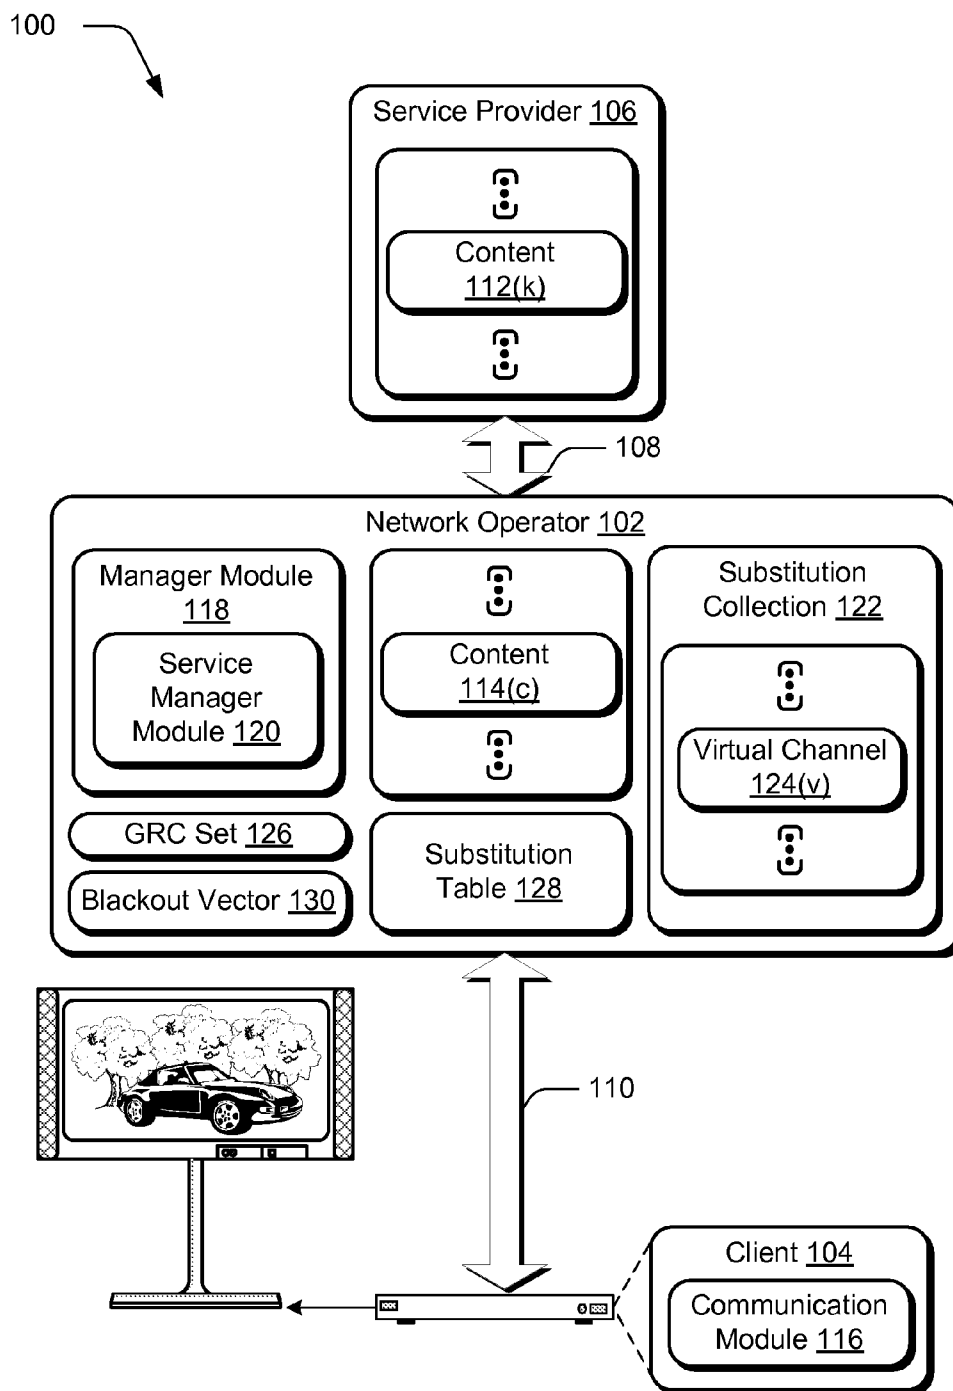 100
Service Provider 106
Content
112(k)
108
Network Operator 102
Manager Module
118
Service
Manager
Module 120
Content
114(c)
Substitution
Collection 122
Virtual Channel
124(v)
GRC Set 126
Blackout Vector 130
Substitution
Table 128
110
Client 104
Communication
Module 116